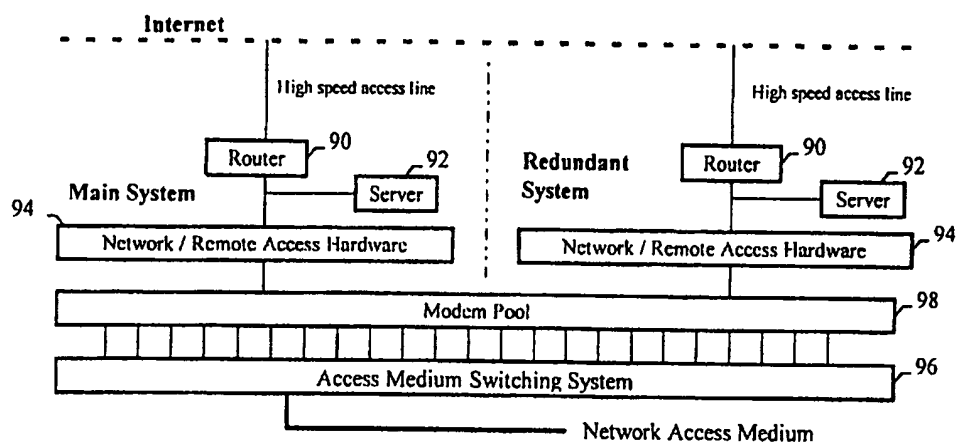 Internet
High speed access line
High speed access line
90
Router
92
Server
Main System
Redundant System
90
Router
92
Server
94
Network / Remote Access Hardware
Network / Remote Access Hardware
94
Modem Pool
98
Access Medium Switching System
96
Network Access Medium